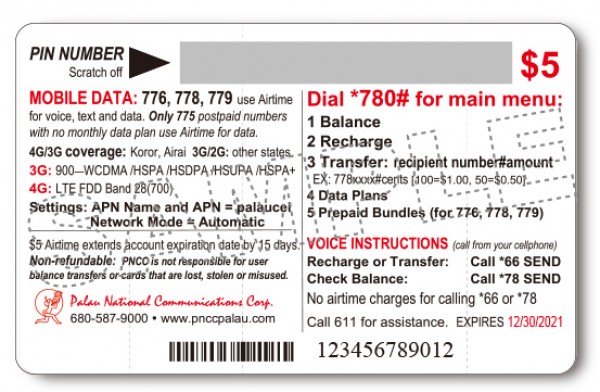 PIN NUMBER
Scratch off
$5
MOBILE DATA: 776, 778, 779 use Airtime
for voice, text and data. Only 775 postpaid numbers
with no monthly data plan use Airtime for data.
4G/3G coverage: Koror, Airai 3G/2G: other states
3G: 900—WCDMA /HSPA /HSDPA /HSUPA /HSPA+
4G: LTE FDD Band 28(700)
Settings: APN Name and APN = palaucel
Network Mode = Automatic
$5 Airtime extends account expiration date by 15 days.
Non-refundable: PNCC is not responsible for user
balance transfers or cards that are lost, stolen or misused.
Palau National Communications Corp.
680-587-9000 • www.pnccpalau.com
Dial *780# for main menu:
1 Balance
2 Recharge
3 Transfer: recipient number#amount
EX: 778xxxx#cents (100=$1.00, 50=$0.50)
4 Data Plans
5 Prepaid Bundles (for 776, 778, 779)
VOICE INSTRUCTIONS (call from your cellphone)
Recharge or Transfer: Call *66 SEND
Check Balance: Call *78 SEND
No airtime charges for calling *66 or *78
Call 611 for assistance. EXPIRES 12/30/2021
123456789012
SAMPLE